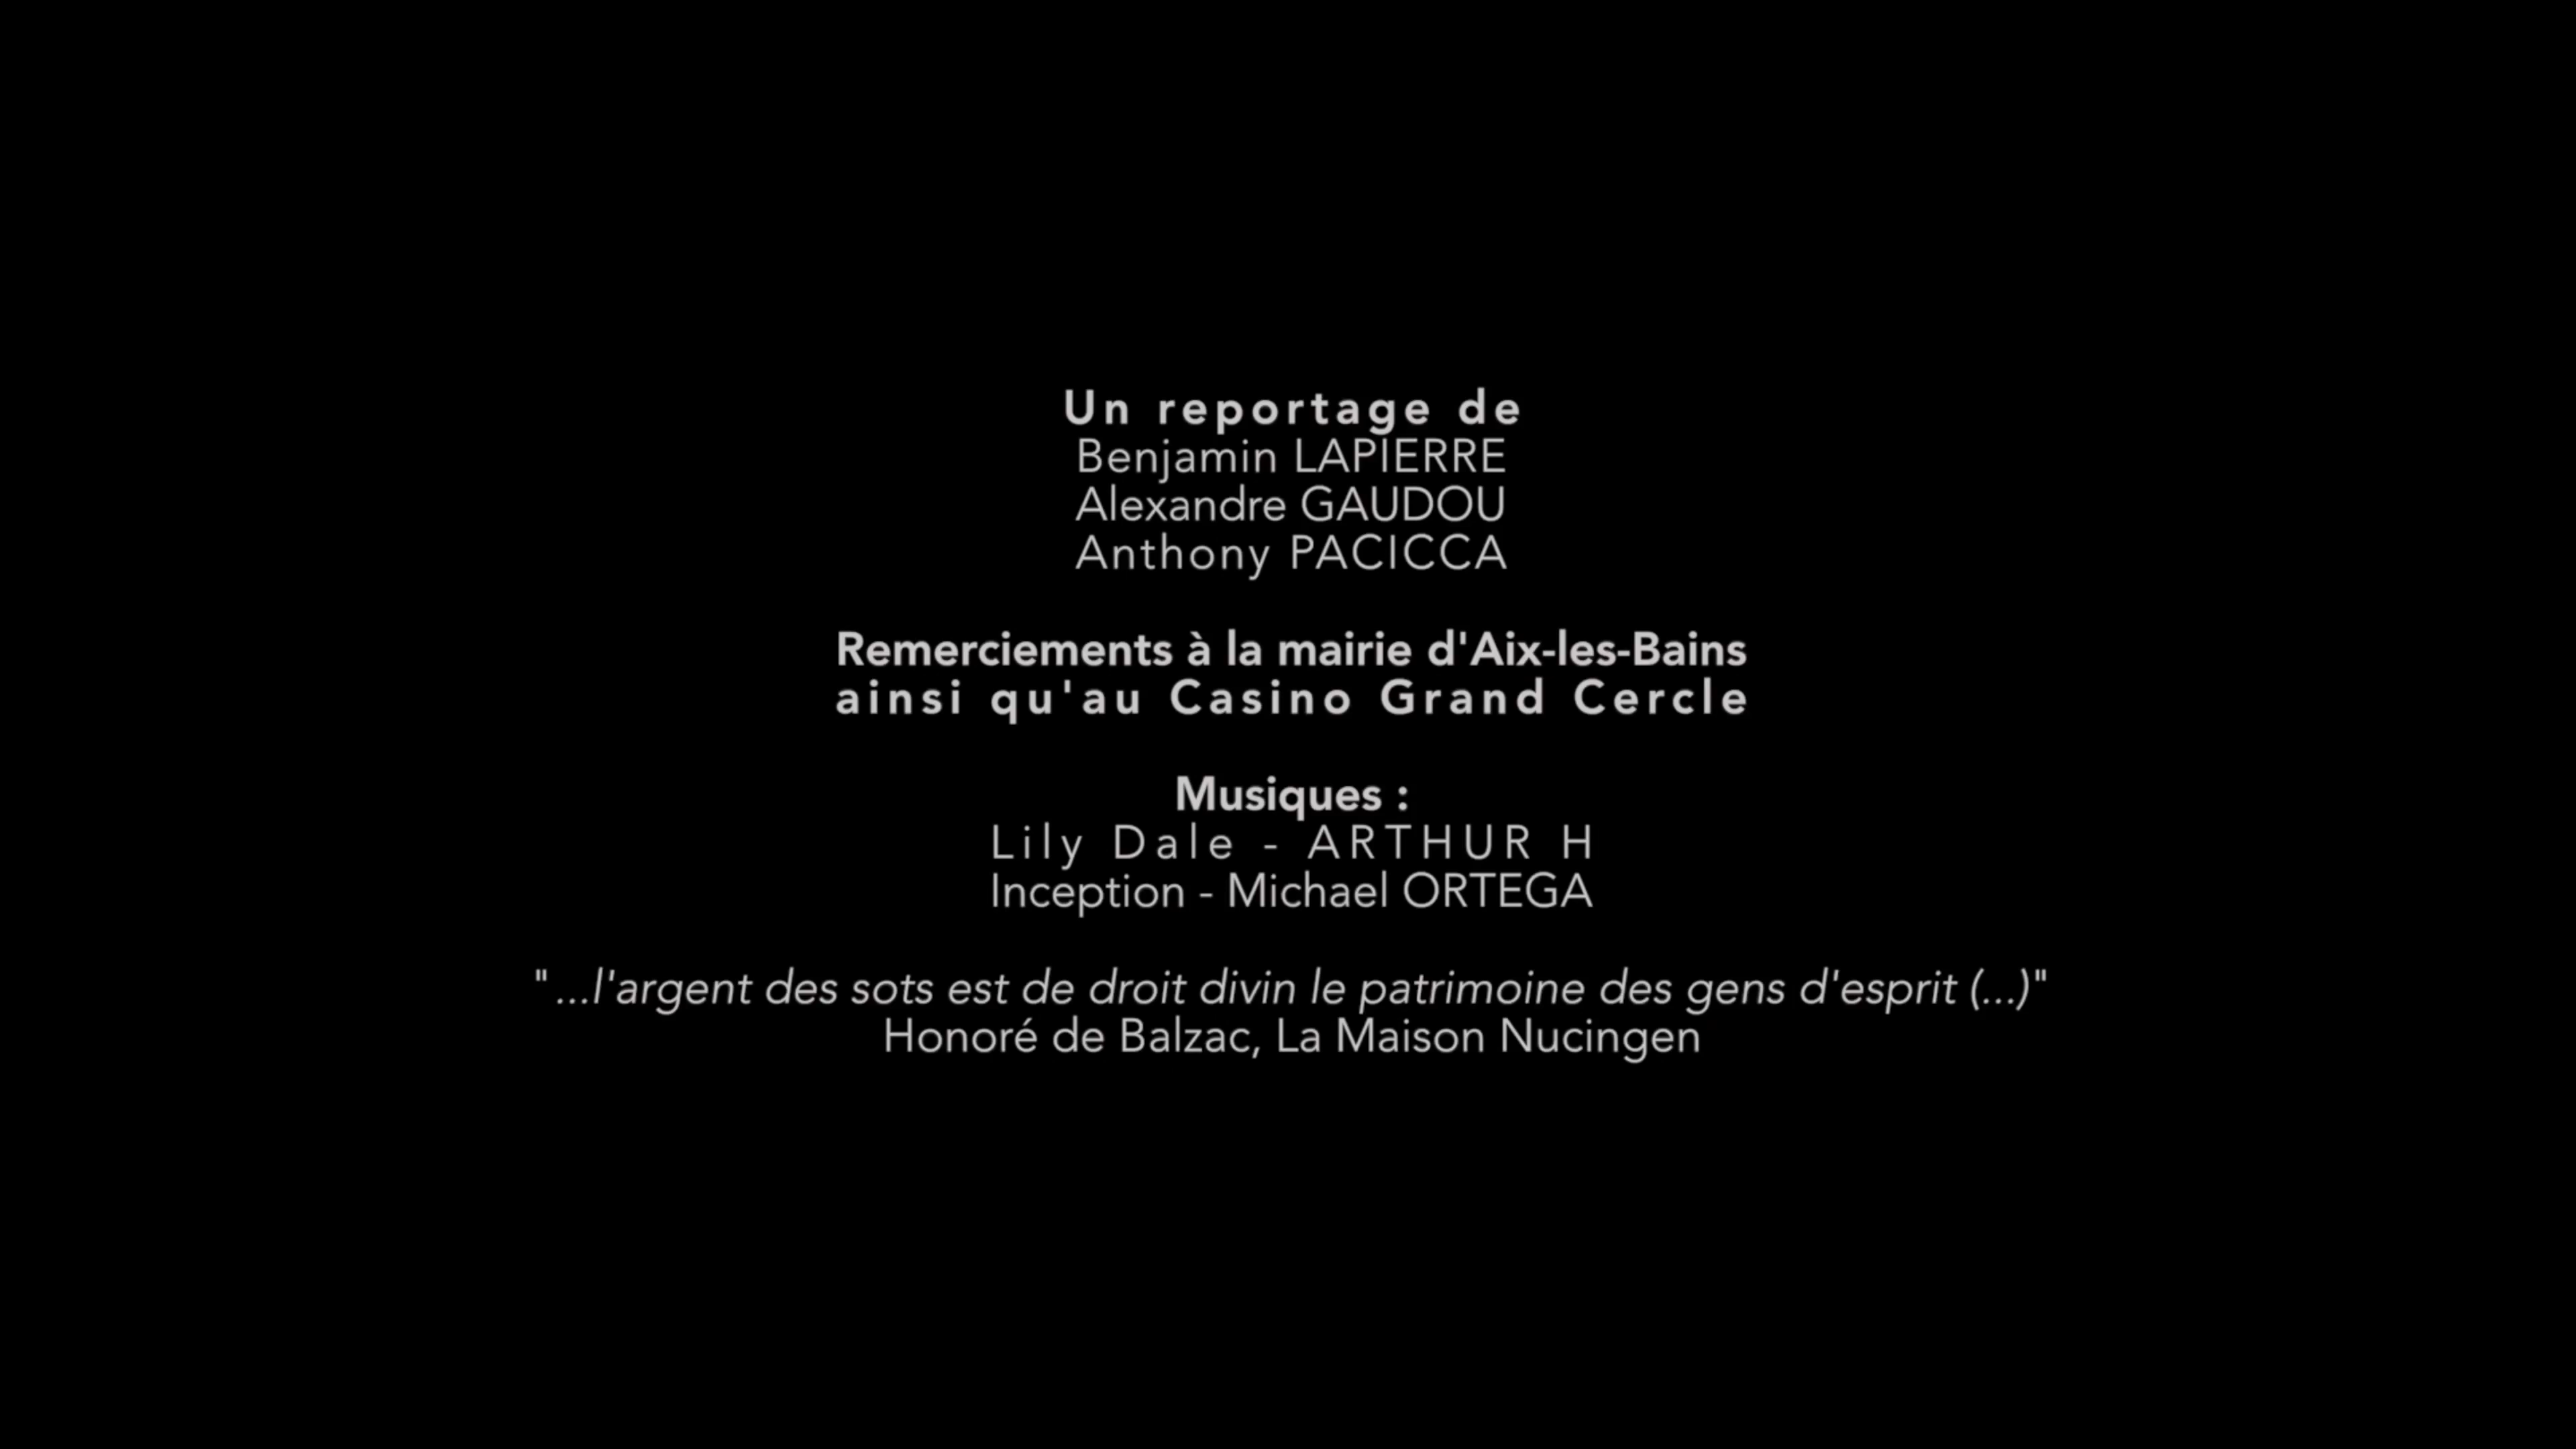 Un reportage de
Benjamin LAPIERRE
Alexandre GAUDOU
Anthony PACICCA
Remerciements à la mairie d'Aix-les-Bains
ainsi qu'au Casino Grand Cercle
Musiques :
Lily Dale - ARTHUR H
Inception - Michael ORTEGA
"...l'argent des sots est de droit divin le patrimoine des gens d'esprit (...)"
Honoré de Balzac, La Maison Nucingen